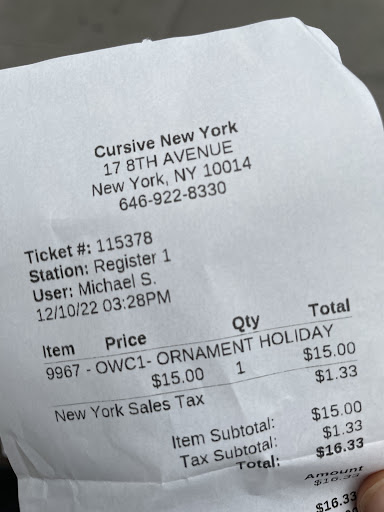 Cursive New York
17 8TH AVENUE
New York, NY 10014
646-922-8330
Ticket #: 115378
Station: Register 1
User: Michael S.
12/10/22 03:28PM
Item Price Qty Total
9967 - OWC1- ORNAMENT HOLIDAY
$15.00 1 $15.00
New York Sales Tax $1.33
Item Subtotal: $15.00
Tax Subtotal: $1.33
Total: $16.33
Amount
$16.33
$16.33